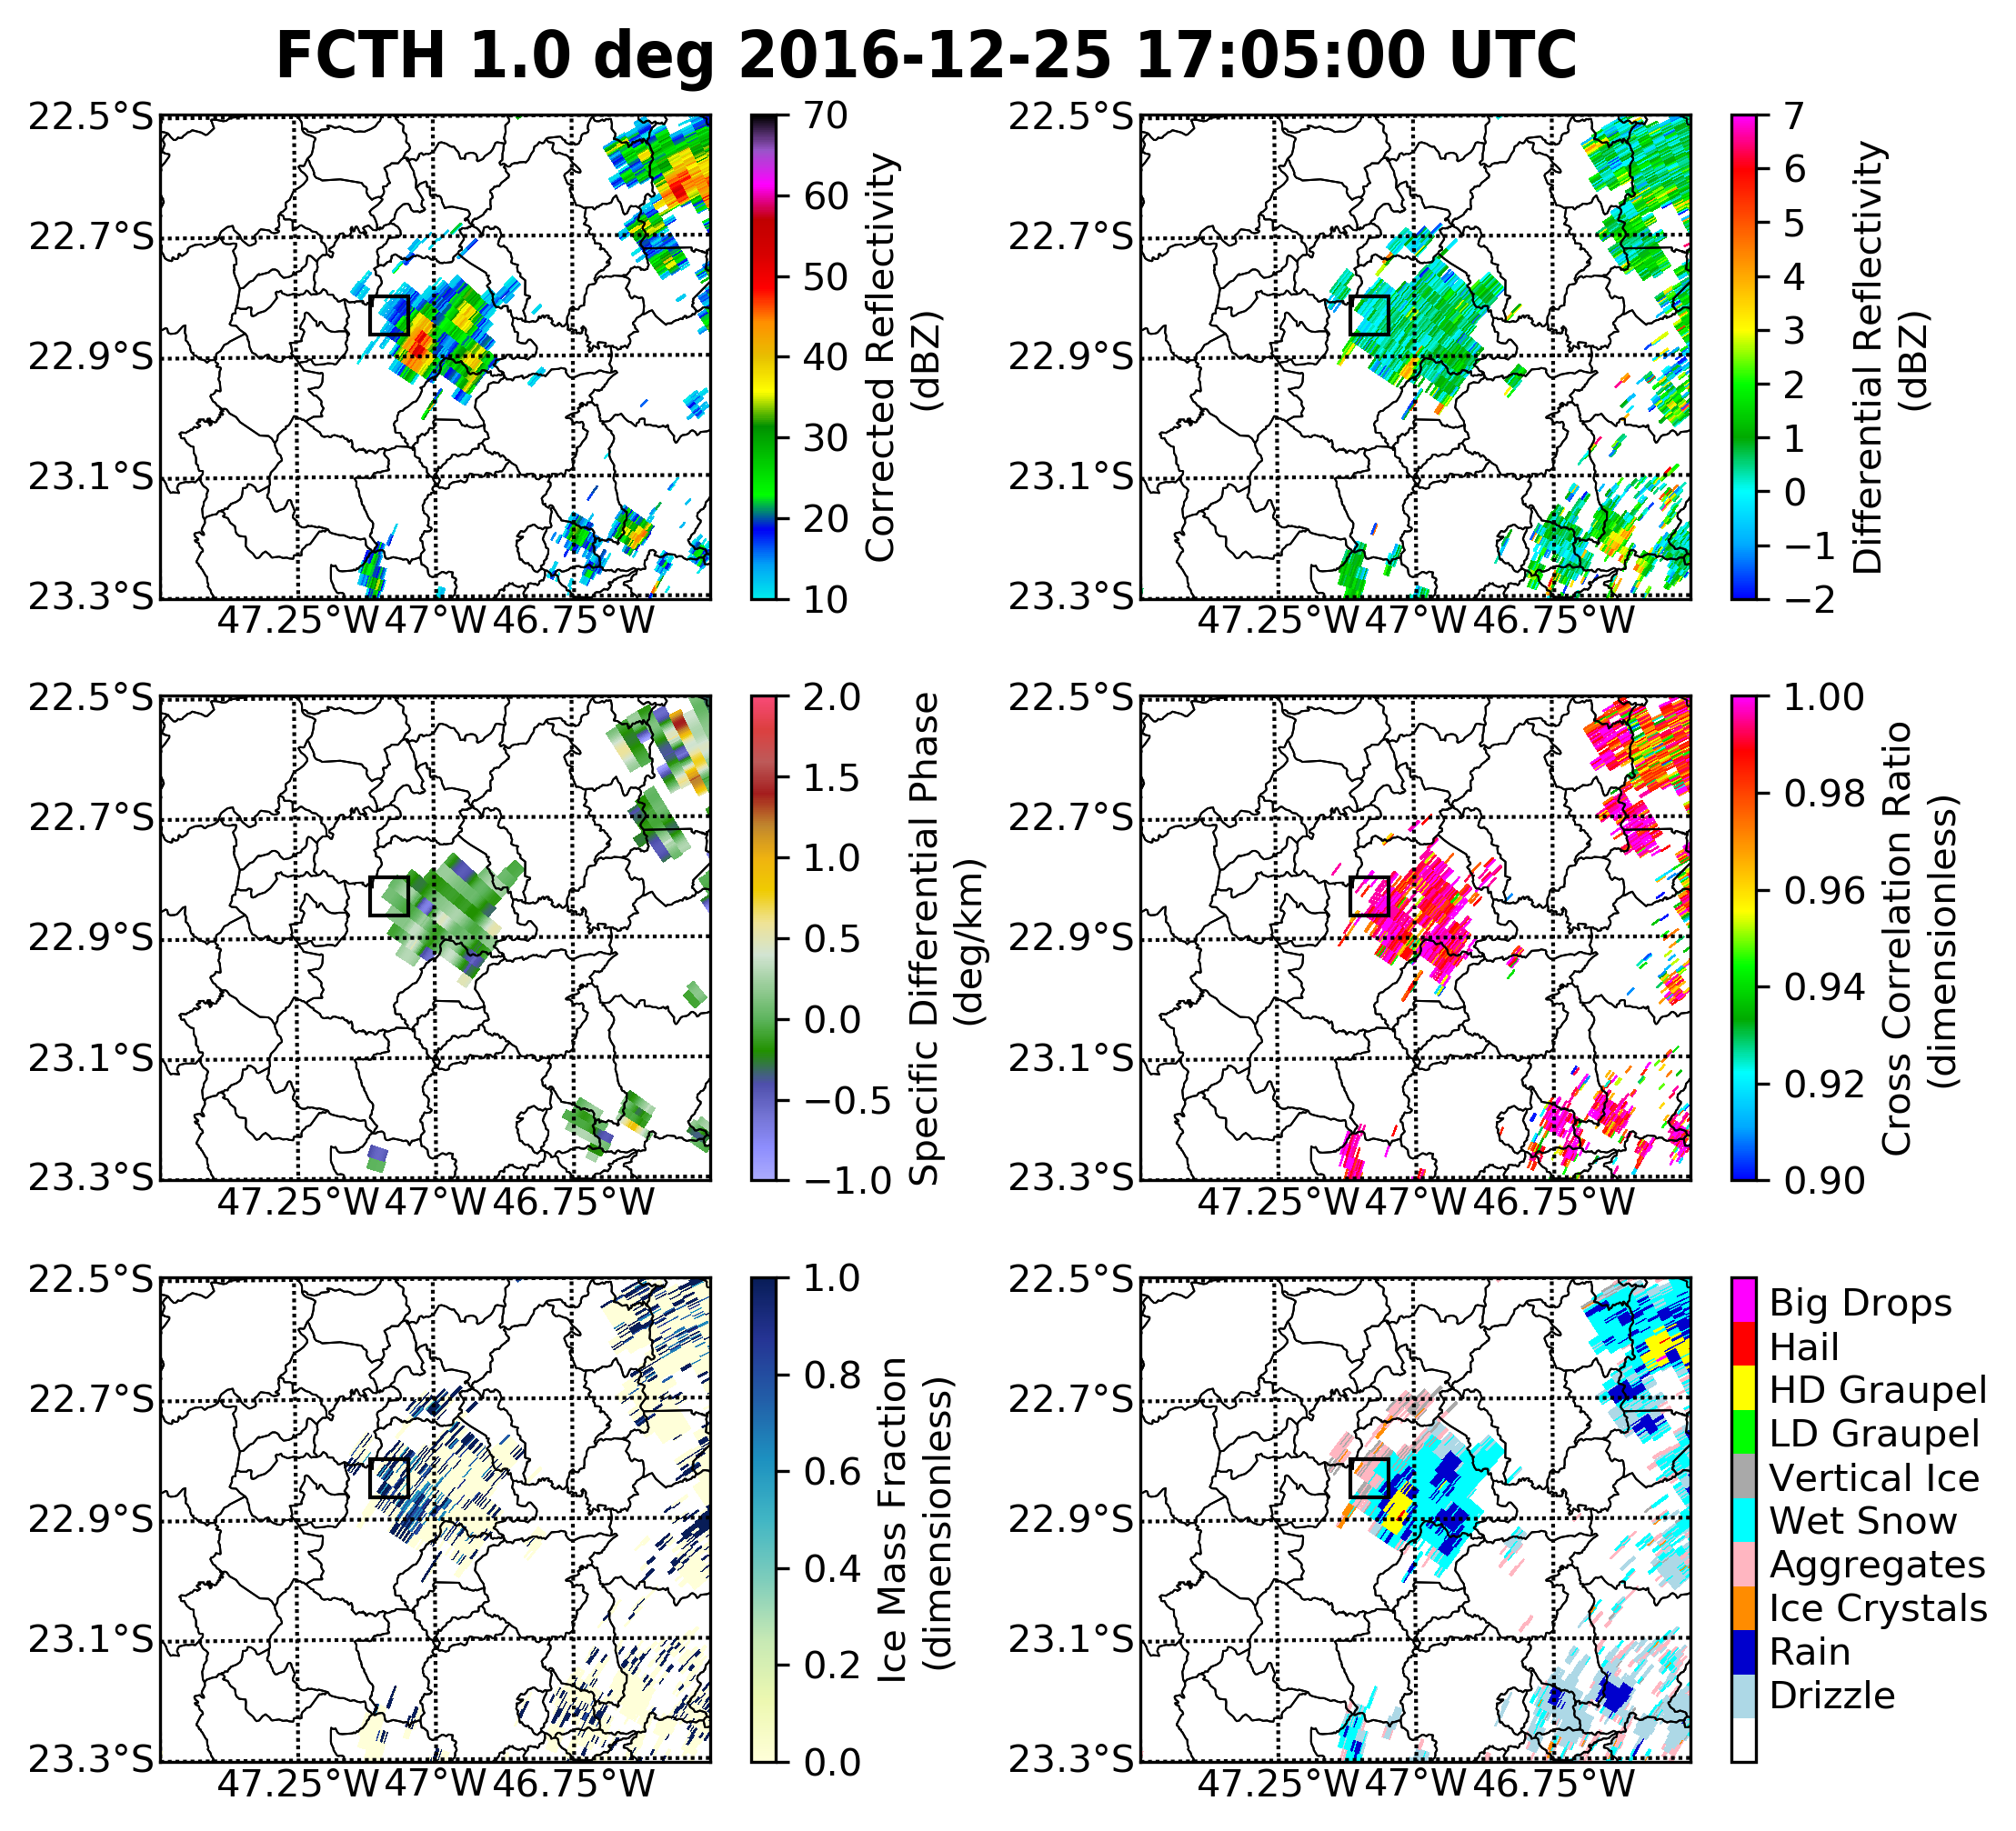 FCTH 1.0 deg 2016-12-25 17:05:00 UTC
22.5°S
22.7°S
22.9°S
23.1°S
23.3°S
47.25°W 47°W 46.75°W
70
60
50
40
30
20
10
Corrected Reflectivity
(dBZ)
22.5°S
22.7°S
22.9°S
23.1°S
23.3°S
47.25°W 47°W 46.75°W
7
6
5
4
3
2
1
0
−1
−2
Differential Reflectivity
(dBZ)
22.5°S
22.7°S
22.9°S
23.1°S
23.3°S
47.25°W 47°W 46.75°W
2.0
1.5
1.0
0.5
0.0
−0.5
−1.0
Specific Differential Phase
(deg/km)
22.5°S
22.7°S
22.9°S
23.1°S
23.3°S
47.25°W 47°W 46.75°W
1.00
0.98
0.96
0.94
0.92
0.90
Cross Correlation Ratio
(dimensionless)
22.5°S
22.7°S
22.9°S
23.1°S
23.3°S
47.25°W 47°W 46.75°W
1.0
0.8
0.6
0.4
0.2
0.0
Ice Mass Fraction
(dimensionless)
22.5°S
22.7°S
22.9°S
23.1°S
23.3°S
47.25°W 47°W 46.75°W
Big Drops
Hail
HD Graupel
LD Graupel
Vertical Ice
Wet Snow
Aggregates
Ice Crystals
Rain
Drizzle